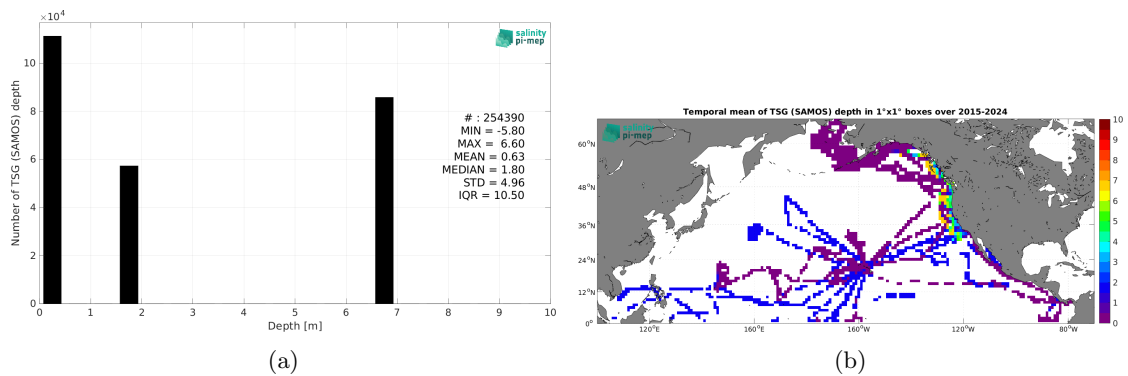 ×10⁴
salinity
pi-mep
Number of TSG (SAMOS) depth
10
8
6
4
2
0
# : 254390
MIN = -5.80
MAX = 6.60
MEAN = 0.63
MEDIAN = 1.80
STD = 4.96
IQR = 10.50
0 1 2 3 4 5 6 7 8 9 10
Depth [m]
(a)
Temporal mean of TSG (SAMOS) depth in 1°x1° boxes over 2015-2024
salinity
pi-mep
60°N
48°N
36°N
24°N
12°N
0°
120°E 160°E 160°W 120°W 80°W
10
9
8
7
6
5
4
3
2
1
0
(b)